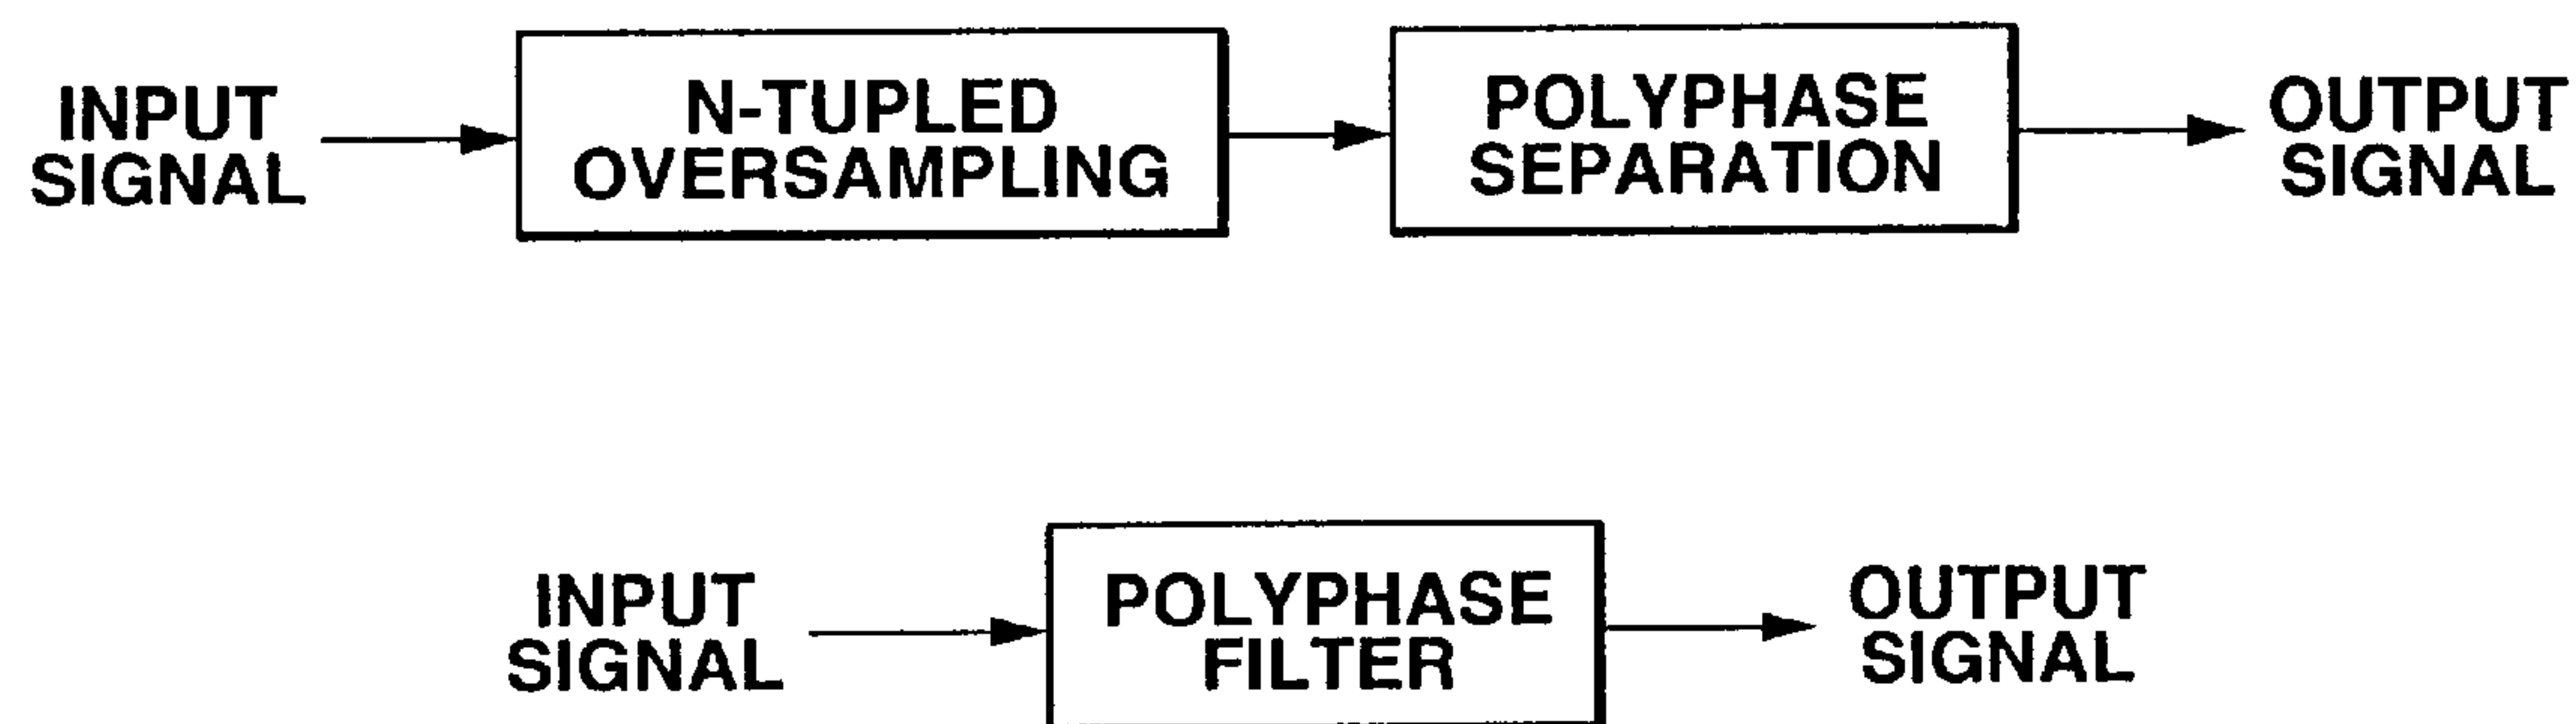 INPUT
SIGNAL
N-TUPLED
OVERSAMPLING
POLYPHASE
SEPARATION
OUTPUT
SIGNAL
INPUT
SIGNAL
POLYPHASE
FILTER
OUTPUT
SIGNAL